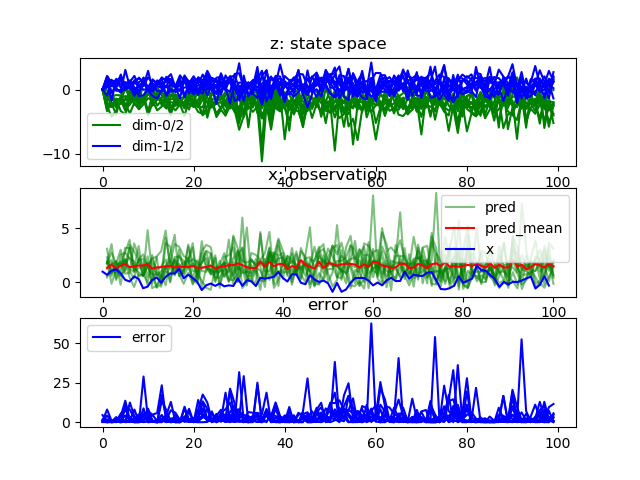 z: state space
0
−10
dim-0/2
dim-1/2
0 20 40 60 80 100
x: observation
5
0
pred
pred_mean
x
0 20 40 60 80 100
error
50
25
0
error
0 20 40 60 80 100